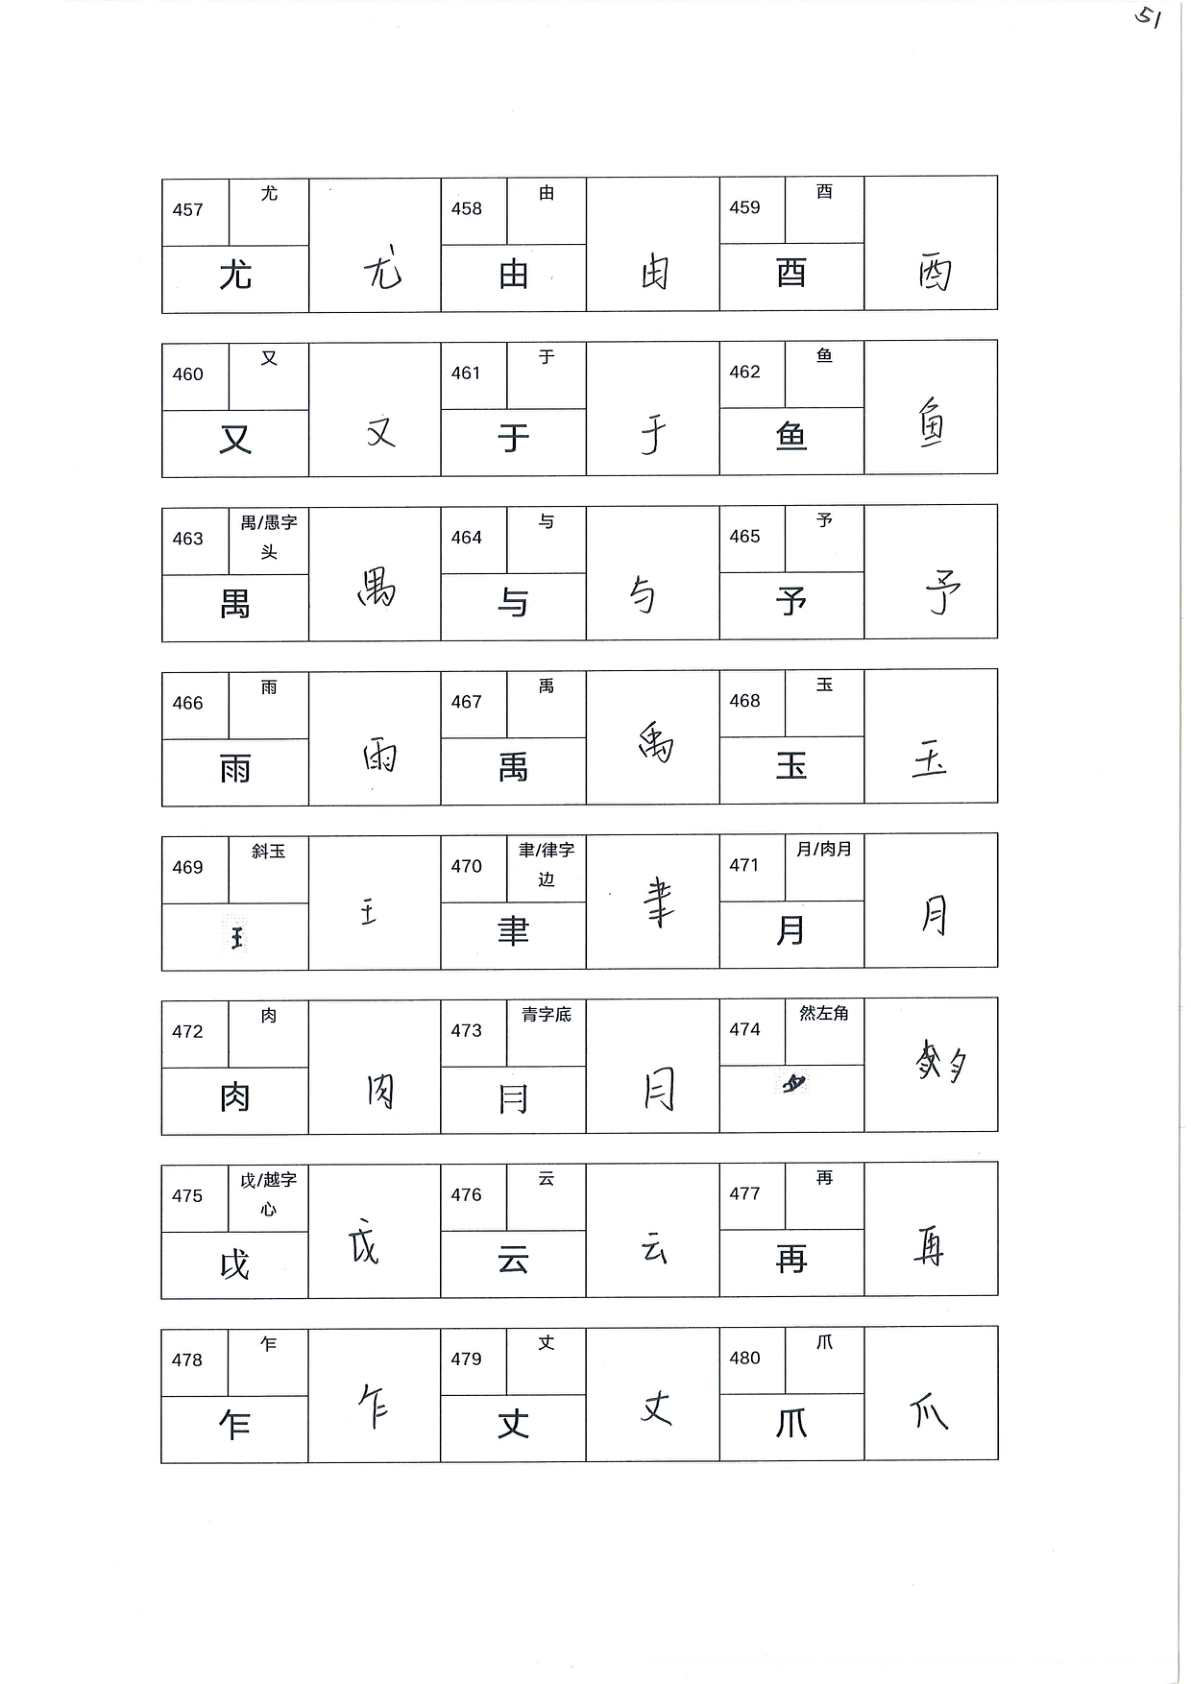 51
457 尤 尤 尤 458 由 由 由 459 酉 酉 酉
460 又 又 又 461 于 于 于 462 鱼 鱼 鱼
463 禺/愚字头 禺 禺 464 与 与 与 465 予 予 予
466 雨 雨 雨 467 禹 禹 禹 468 玉 玉 玉
469 斜玉 𤣩 王 470 聿/律字边 聿 聿 471 月/肉月 月 月
472 肉 肉 肉 473 青字底 ⺝ 月 474 然左角
475 戉/越字心 戉 戉 476 云 云 云 477 再 再 再
478 乍 乍 乍 479 丈 丈 丈 480 爪 爪 爪